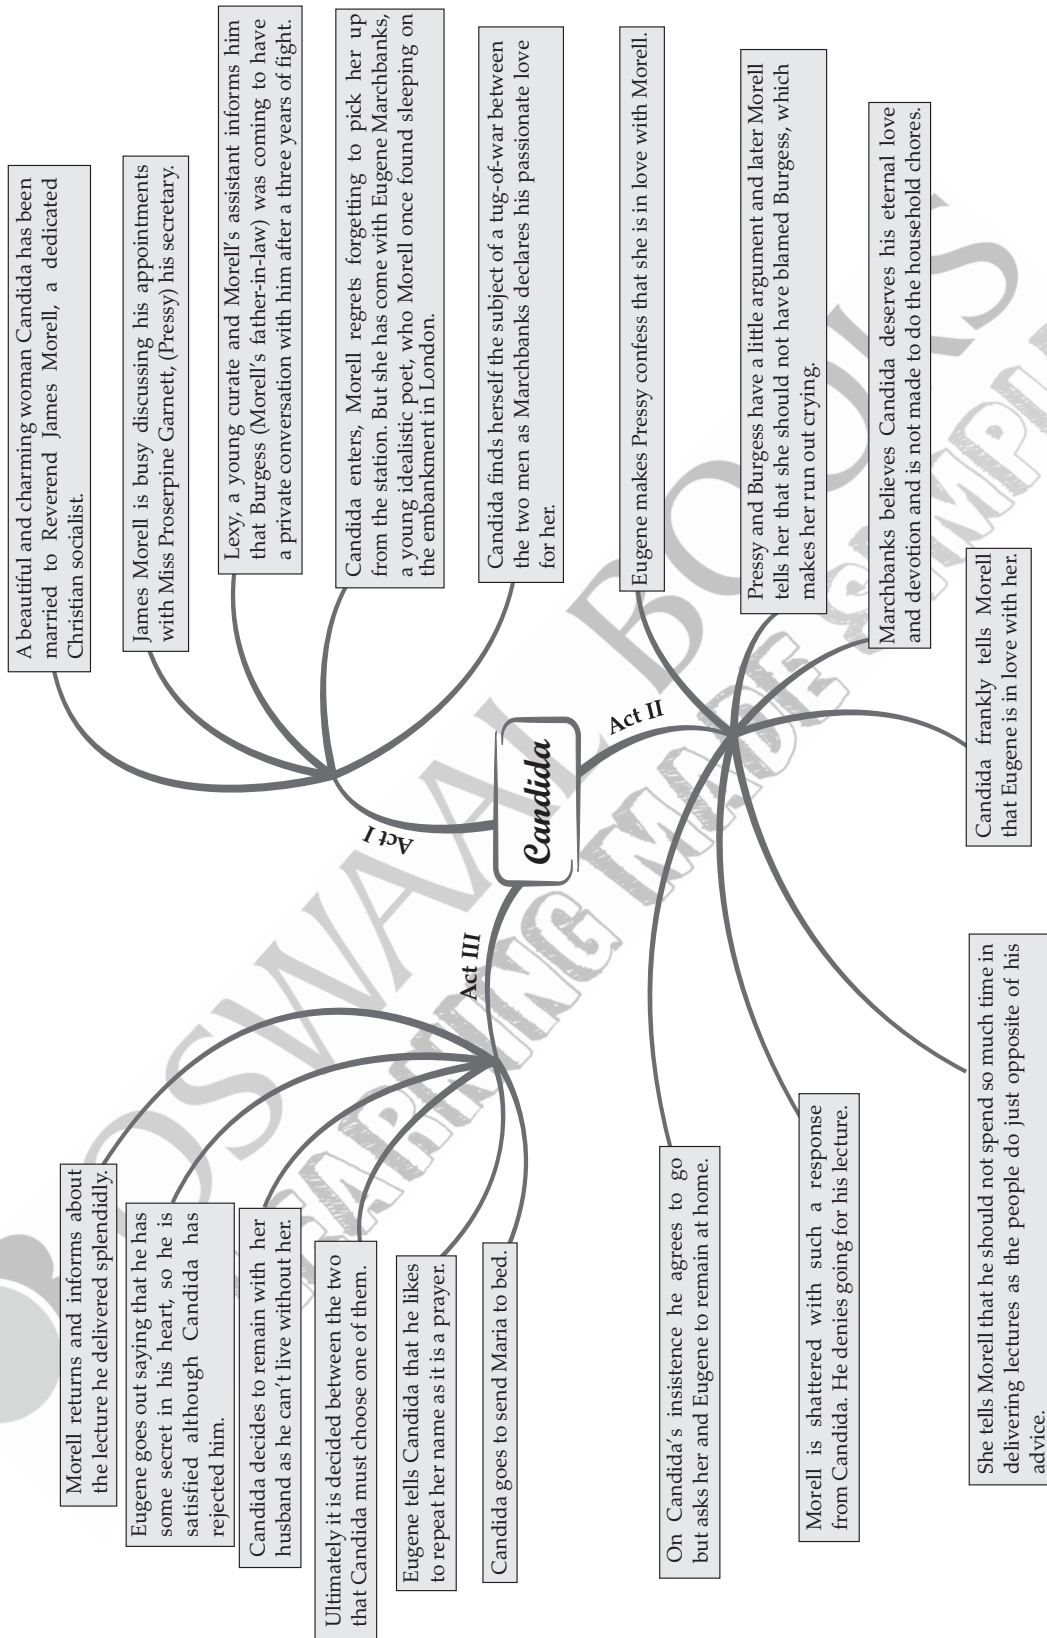 Candida
Act I
A beautiful and charming woman Candida has been
married to Reverend James Morell, a dedicated
Christian socialist.
James Morell is busy discussing his appointments
with Miss Proserpine Garnett, (Pressy) his secretary.
Lexy, a young curate and Morell's assistant informs him
that Burgess (Morell's father-in-law) was coming to have
a private conversation with him after a three years of fight.
Candida enters, Morell regrets forgetting to pick her up
from the station. But she has come with Eugene Marchbanks,
a young idealistic poet, who Morell once found sleeping on
the embankment in London.
Candida finds herself the subject of a tug-of-war between
the two men as Marchbanks declares his passionate love
for her.
Act II
Eugene makes Pressy confess that she is in love with Morell.
Pressy and Burgess have a little argument and later Morell
tells her that she should not have blamed Burgess, which
makes her run out crying.
Marchbanks believes Candida deserves his eternal love
and devotion and is not made to do the household chores.
Candida frankly tells Morell
that Eugene is in love with her.
She tells Morell that he should not spend so much time in
delivering lectures as the people do just opposite of his
advice.
Morell is shattered with such a response
from Candida. He denies going for his lecture.
On Candida's insistence he agrees to go
but asks her and Eugene to remain at home.
Act III
Candida goes to send Maria to bed.
Eugene tells Candida that he likes
to repeat her name as it is a prayer.
Ultimately it is decided between the two
that Candida must choose one of them.
Candida decides to remain with her
husband as he can't live without her.
Eugene goes out saying that he has
some secret in his heart, so he is
satisfied although Candida has
rejected him.
Morell returns and informs about
the lecture he delivered splendidly.
OSWAAL BOOKS
LEARNING MADE SIMPL